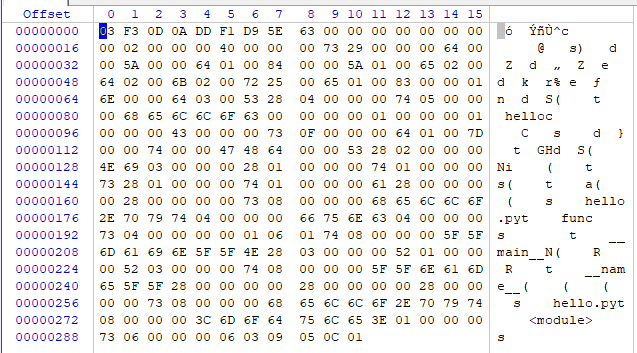 Offset 0 1 2 3 4 5 6 7 8 9 10 11 12 13 14 15
00000000 03 F3 0D 0A DD F1 D9 5E 63 00 00 00 00 00 00 00 ó ÝñÙ^c
00000016 00 02 00 00 00 40 00 00 00 73 29 00 00 00 64 00 @ s) d
00000032 00 5A 00 00 64 01 00 84 00 00 5A 01 00 65 02 00 Z d „ Z e
00000048 64 02 00 6B 02 00 72 25 00 65 01 00 83 00 00 01 d k r% e ƒ
00000064 6E 00 00 64 03 00 53 28 04 00 00 00 74 05 00 00 n d S( t
00000080 00 68 65 6C 6C 6F 63 00 00 00 00 01 00 00 00 01 helloc
00000096 00 00 00 43 00 00 00 73 0F 00 00 00 64 01 00 7D C s d }
00000112 00 00 74 00 00 47 48 64 00 00 53 28 02 00 00 00 t GHd S(
00000128 4E 69 03 00 00 00 28 01 00 00 00 74 01 00 00 00 Ni ( t
00000144 73 28 01 00 00 00 74 01 00 00 00 61 28 00 00 00 s( t a(
00000160 00 28 00 00 00 00 73 08 00 00 00 68 65 6C 6C 6F ( s hello
00000176 2E 70 79 74 04 00 00 00 66 75 6E 63 04 00 00 00 .pyt func
00000192 73 04 00 00 00 00 01 06 01 74 08 00 00 00 5F 5F s t __
00000208 6D 61 69 6E 5F 5F 4E 28 03 00 00 00 52 01 00 00 main__N( R
00000224 00 52 03 00 00 00 74 08 00 00 00 5F 5F 6E 61 6D R t __nam
00000240 65 5F 5F 28 00 00 00 00 28 00 00 00 00 28 00 00 e__( ( (
00000256 00 00 73 08 00 00 00 68 65 6C 6C 6F 2E 70 79 74 s hello.pyt
00000272 08 00 00 00 3C 6D 6F 64 75 6C 65 3E 01 00 00 00 <module>
00000288 73 06 00 00 00 06 03 09 05 0C 01 s